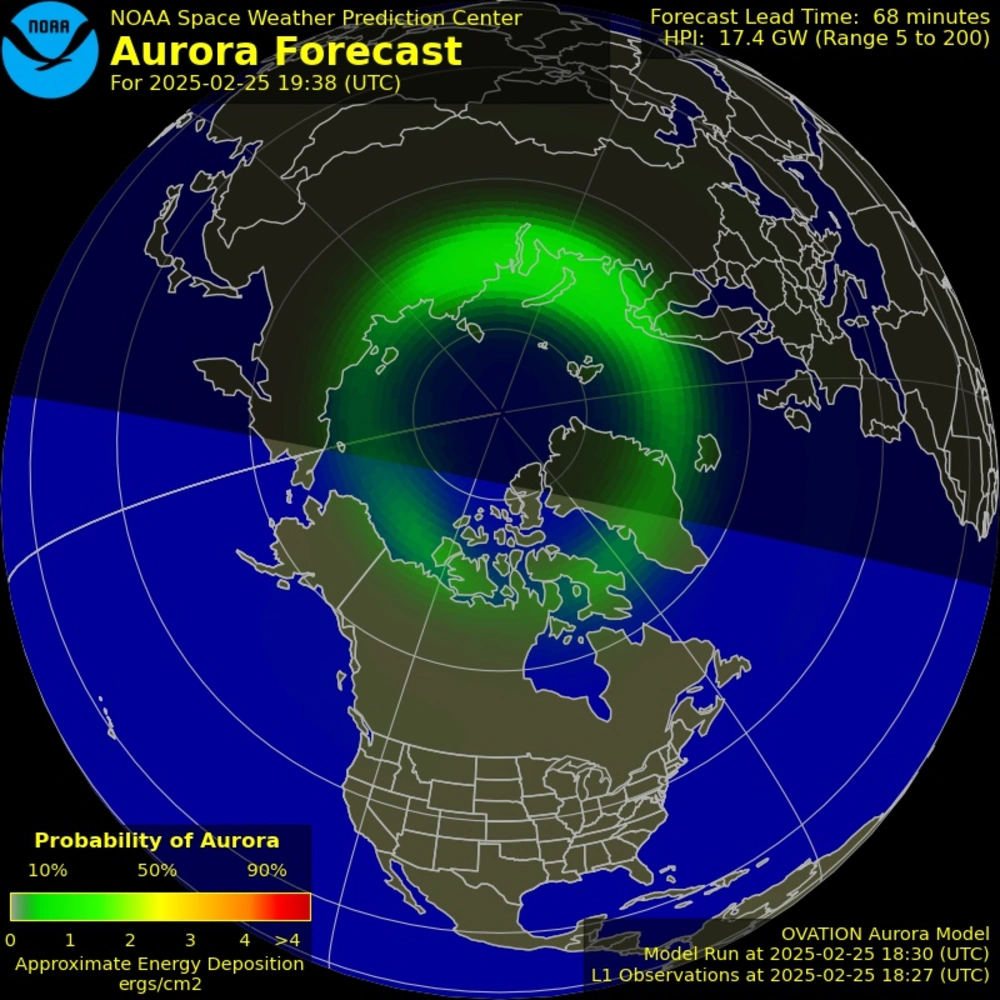 NOAA
NOAA Space Weather Prediction Center
Aurora Forecast
For 2025-02-25 19:38 (UTC)
Forecast Lead Time: 68 minutes
HPI: 17.4 GW (Range 5 to 200)
Probability of Aurora
10% 50% 90%
0 1 2 3 4 >4
Approximate Energy Deposition
ergs/cm2
OVATION Aurora Model
Model Run at 2025-02-25 18:30 (UTC)
L1 Observations at 2025-02-25 18:27 (UTC)